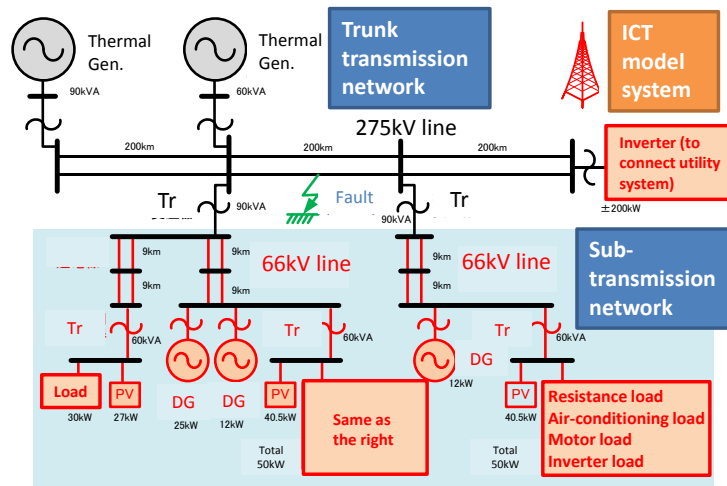 Thermal
Gen.
90kVA
Thermal
Gen.
60kVA
Trunk
transmission
network
ICT
model
system
275kV line
200km
200km
200km
Inverter (to
connect utility
system)
±200kW
Tr
90kVA
Fault
Tr
90kVA
Sub-
transmission
network
9km
9km
66kV line
9km
9km
9km
66kV line
9km
Tr
60kVA
Load
30kW
PV
27kW
DG
25kW
DG
12kW
Tr
60kVA
PV
40.5kW
Same as
the right
Total
50kW
DG
12kW
Tr
60kVA
PV
40.5kW
Resistance load
Air-conditioning load
Motor load
Inverter load
Total
50kW